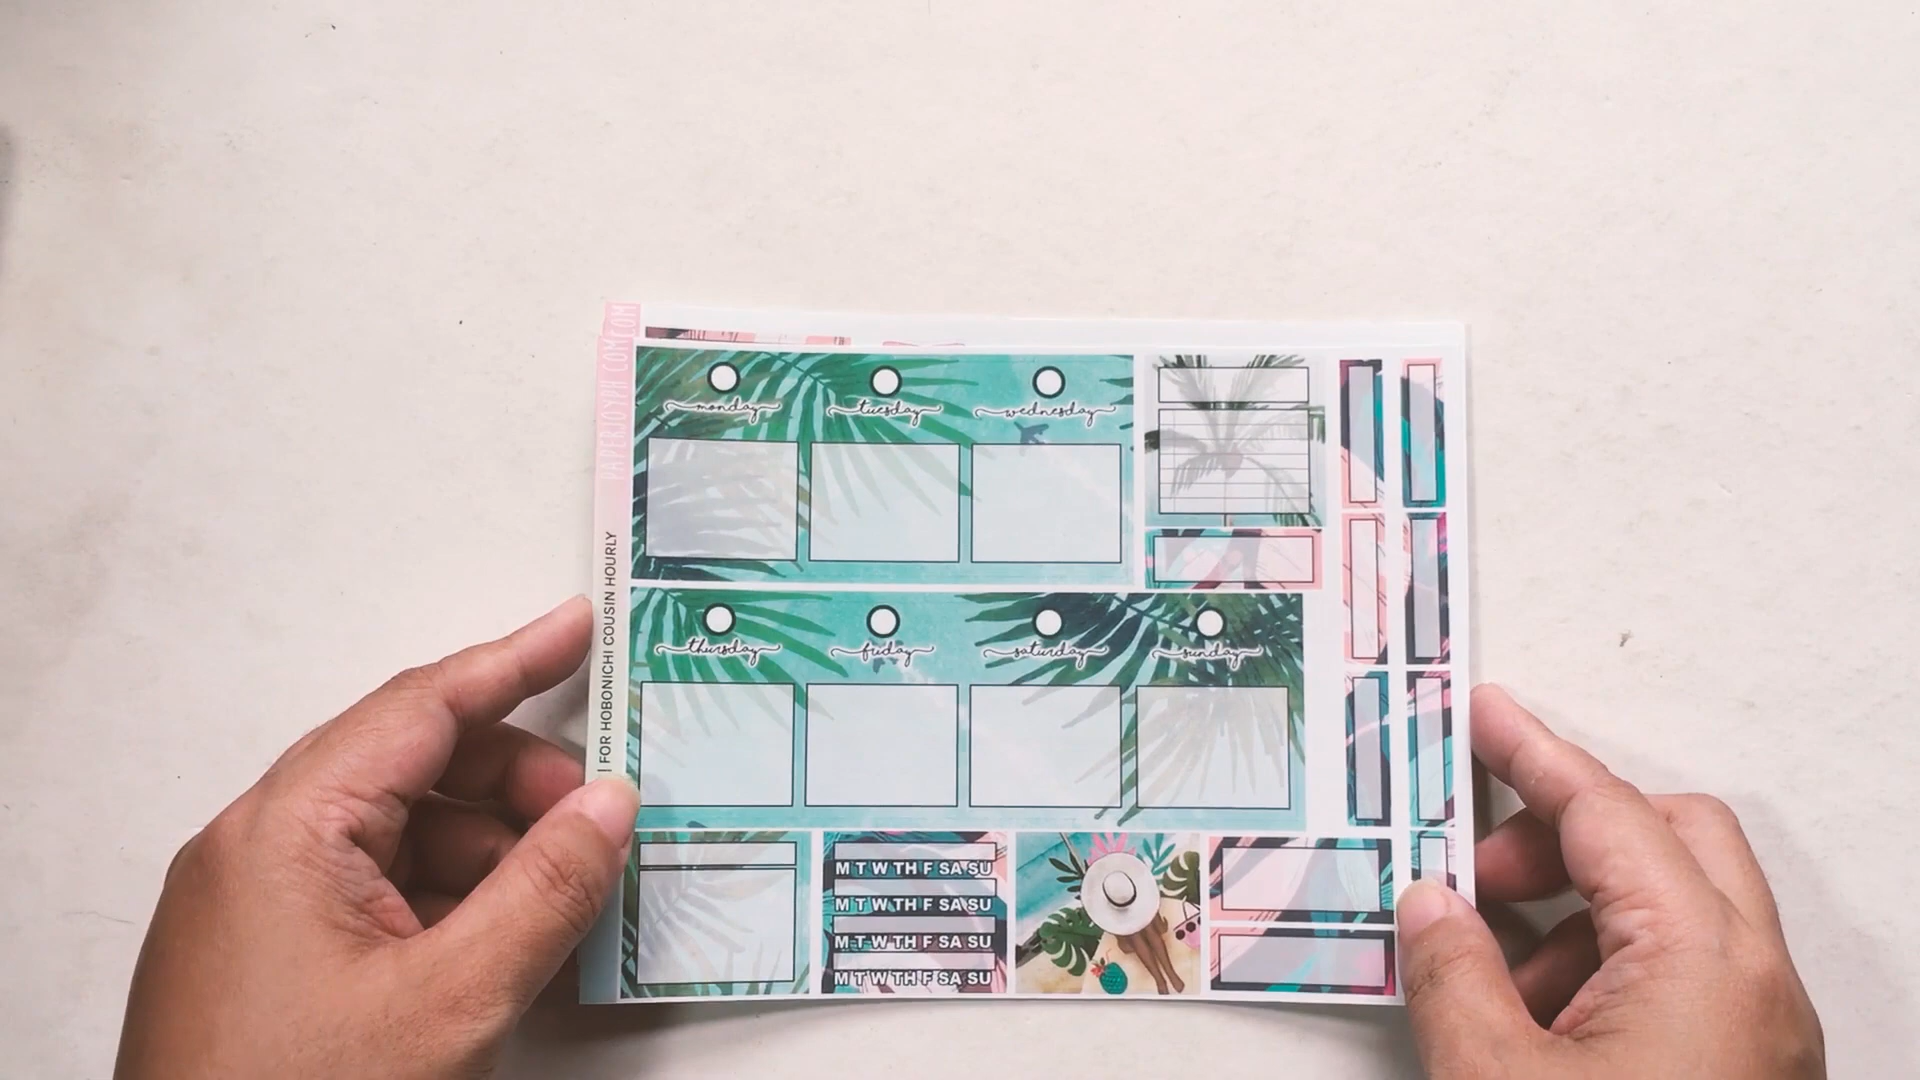 PAPERJOYPH.COM
COM
| FOR HOBONICHI COUSIN HOURLY
monday
tuesday
wednesday
thursday
friday
saturday
sunday
M T W TH F SA SU
M T W TH F SA SU
M T W TH F SA SU
M T W TH F SA SU